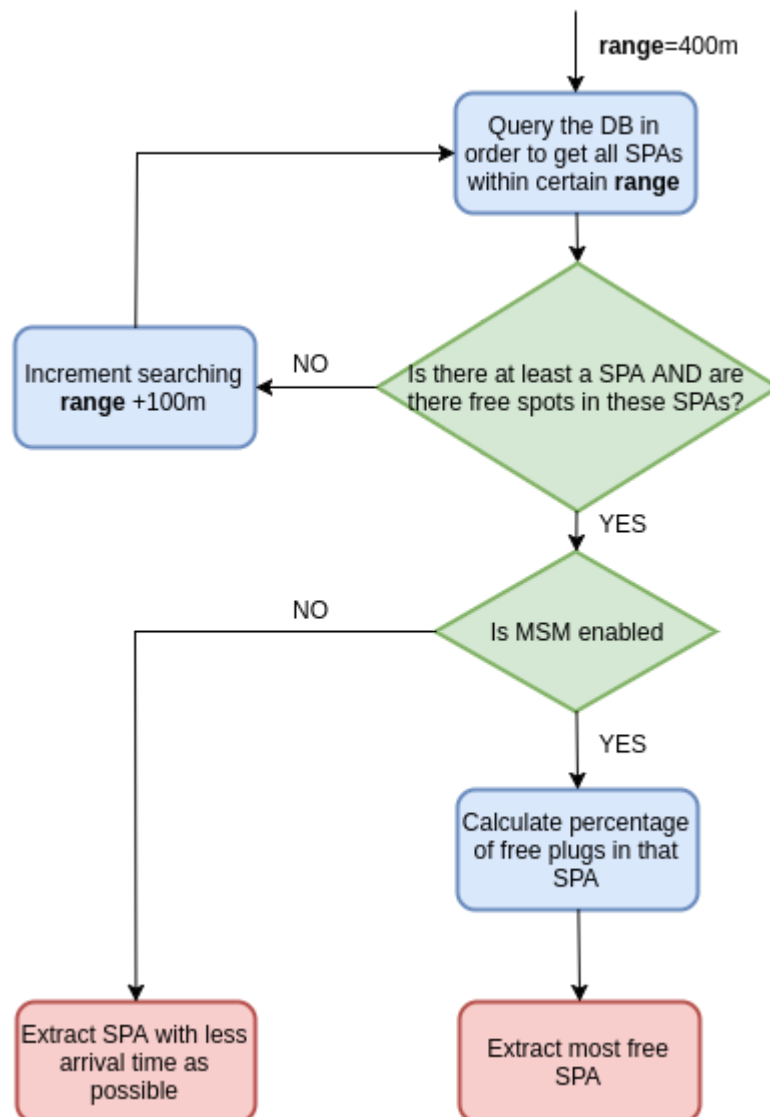 range=400m
Query the DB in
order to get all SPAs
within certain range
NO
Increment searching
range +100m
Is there at least a SPA AND are
there free spots in these SPAs?
YES
NO
Is MSM enabled
YES
Calculate percentage
of free plugs in that
SPA
Extract SPA with less
arrival time as
possible
Extract most free
SPA